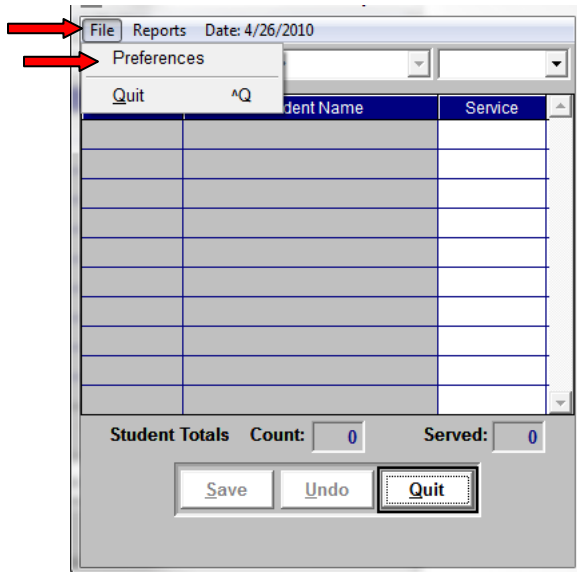 File Reports Date: 4/26/2010
Preferences
Quit ^Q
dent Name Service
Student Totals Count: 0 Served: 0
Save Undo Quit